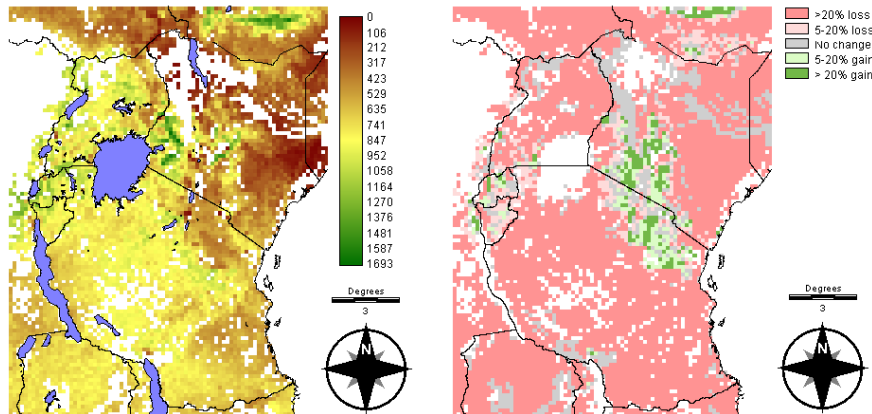 0
106
212
317
423
529
635
741
847
952
1058
1164
1270
1376
1481
1587
1693
Degrees
3
N
>20% loss
5-20% loss
No change
5-20% gain
> 20% gain
Degrees
3
N